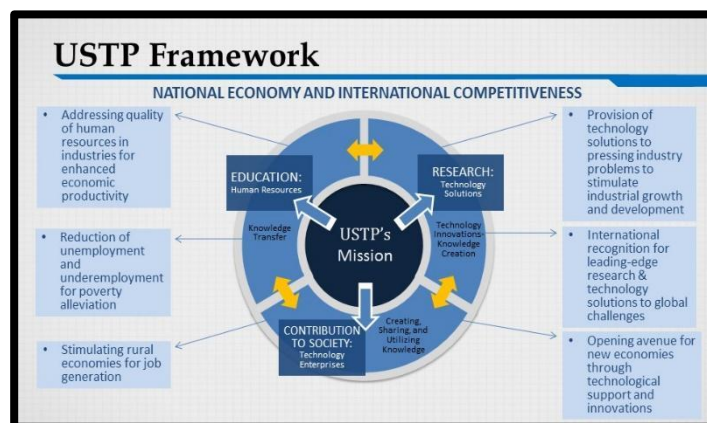 USTP Framework
NATIONAL ECONOMY AND INTERNATIONAL COMPETITIVENESS
• Addressing quality
of human
resources in
industries for
enhanced
economic
productivity
• Reduction of
unemployment
and
underemployment
for poverty
alleviation
• Stimulating rural
economies for job
generation
EDUCATION:
Human Resources
Knowledge
Transfer
RESEARCH:
Technology
Solutions
Technology
Innovations-
Knowledge
Creation
USTP's
Mission
CONTRIBUTION
TO SOCIETY:
Technology
Enterprises
Creating,
Sharing, and
Utilizing
Knowledge
• Provision of
technology
solutions to
pressing industry
problems to
stimulate
industrial growth
and development
• International
recognition for
leading-edge
research &
technology
solutions to global
challenges
• Opening avenue for
new economies
through
technological
support and
innovations